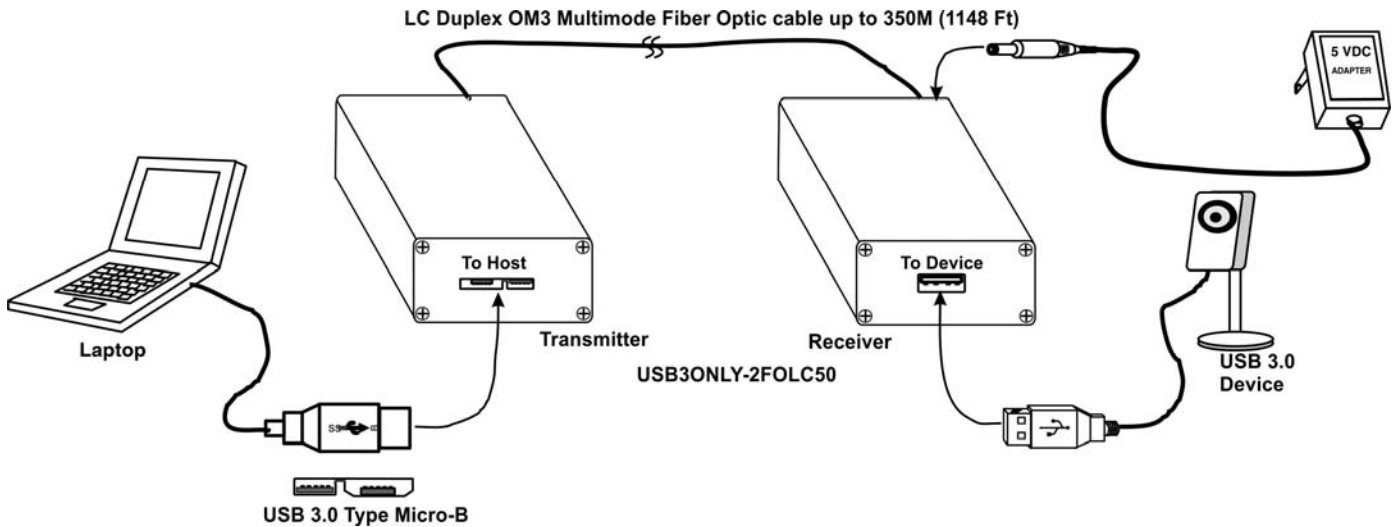 LC Duplex OM3 Multimode Fiber Optic cable up to 350M (1148 Ft)
5 VDC
ADAPTER
To Host
To Device
Laptop
Transmitter
Receiver
USB3ONLY-2FOLC50
USB 3.0
Device
SS
USB 3.0 Type Micro-B